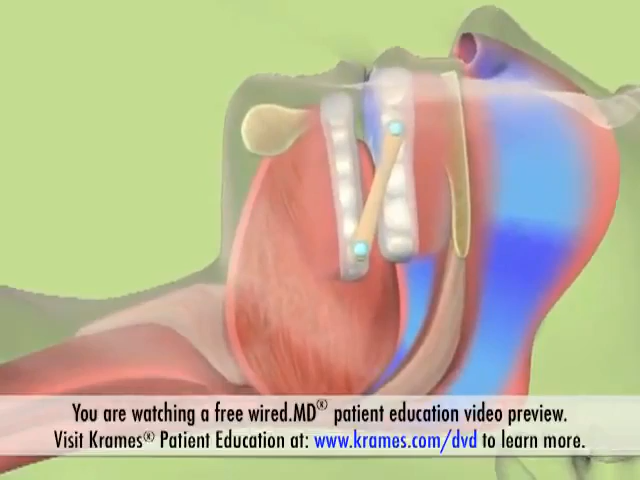 You are watching a free wired.MD® patient education video preview.
Visit Krames® Patient Education at: www.krames.com/dvd to learn more.